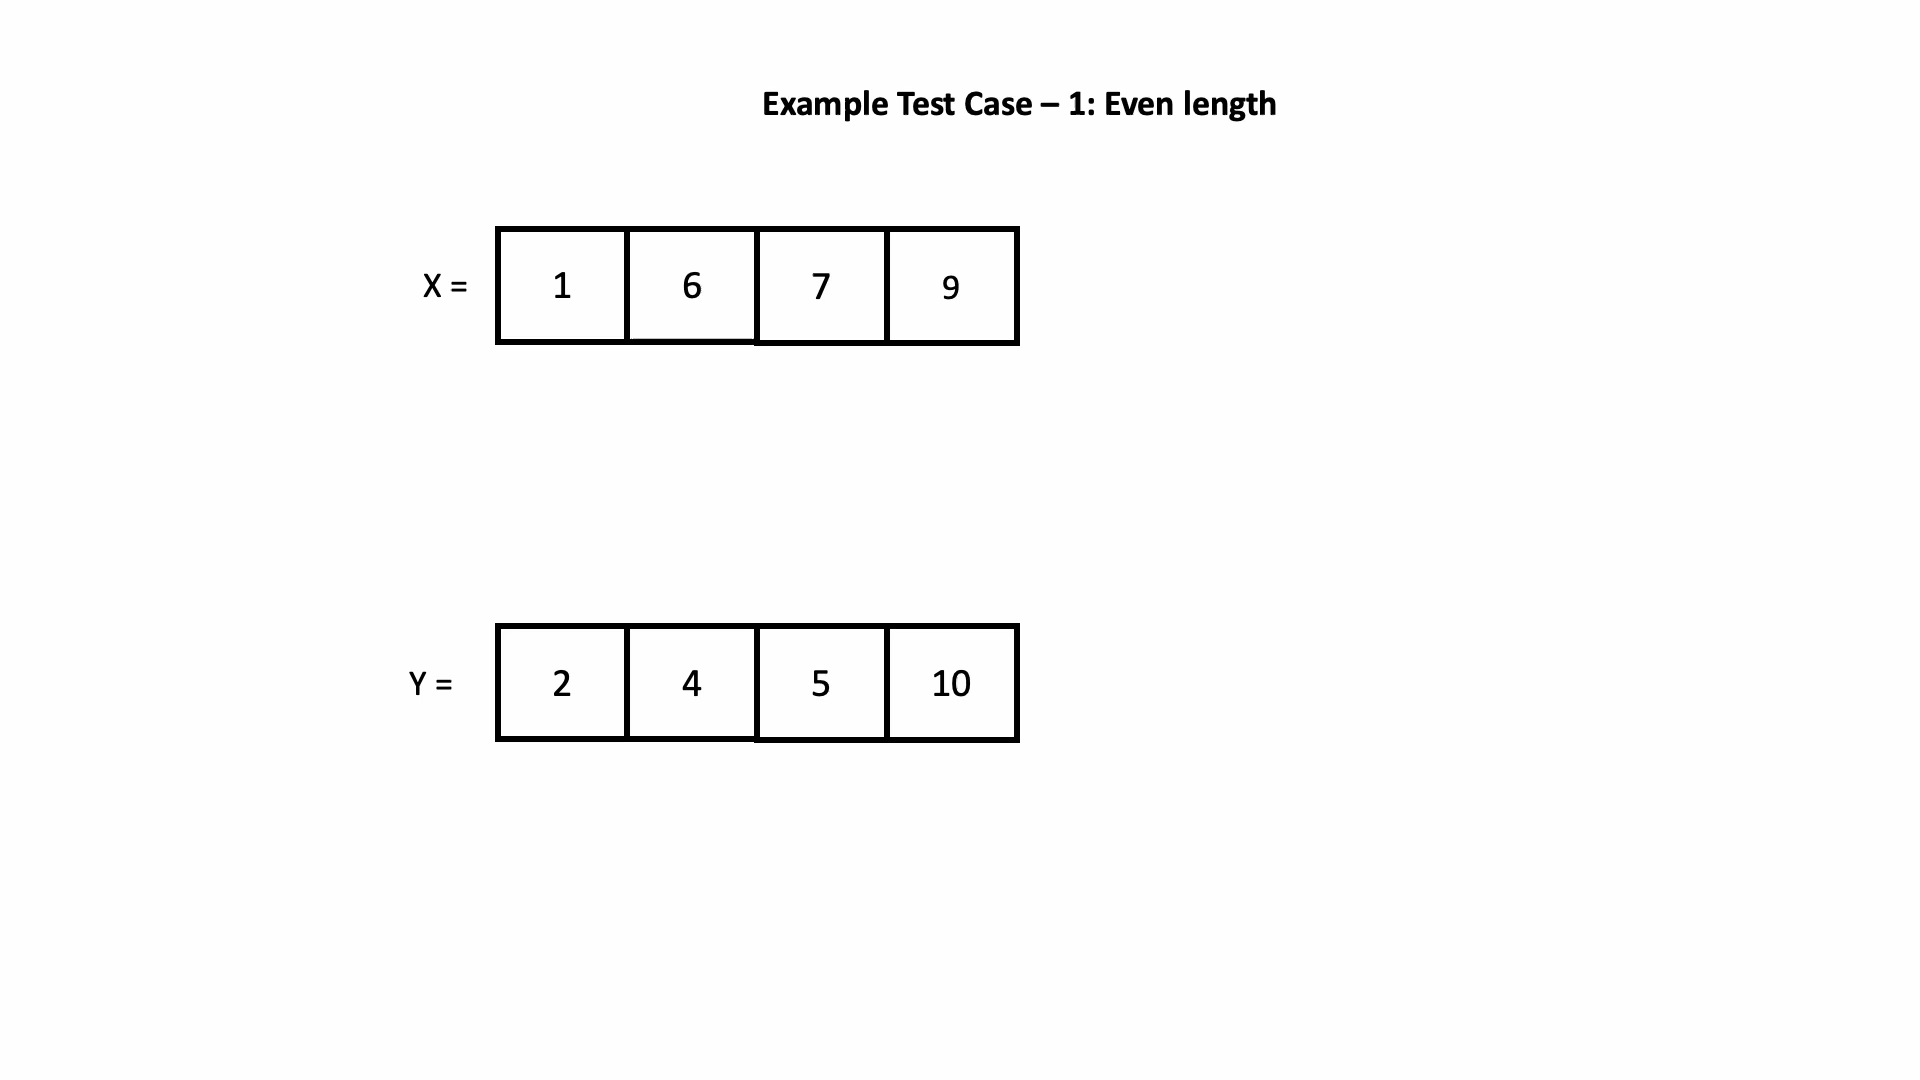 Example Test Case – 1: Even length
X = 1 6 7 9
Y = 2 4 5 10